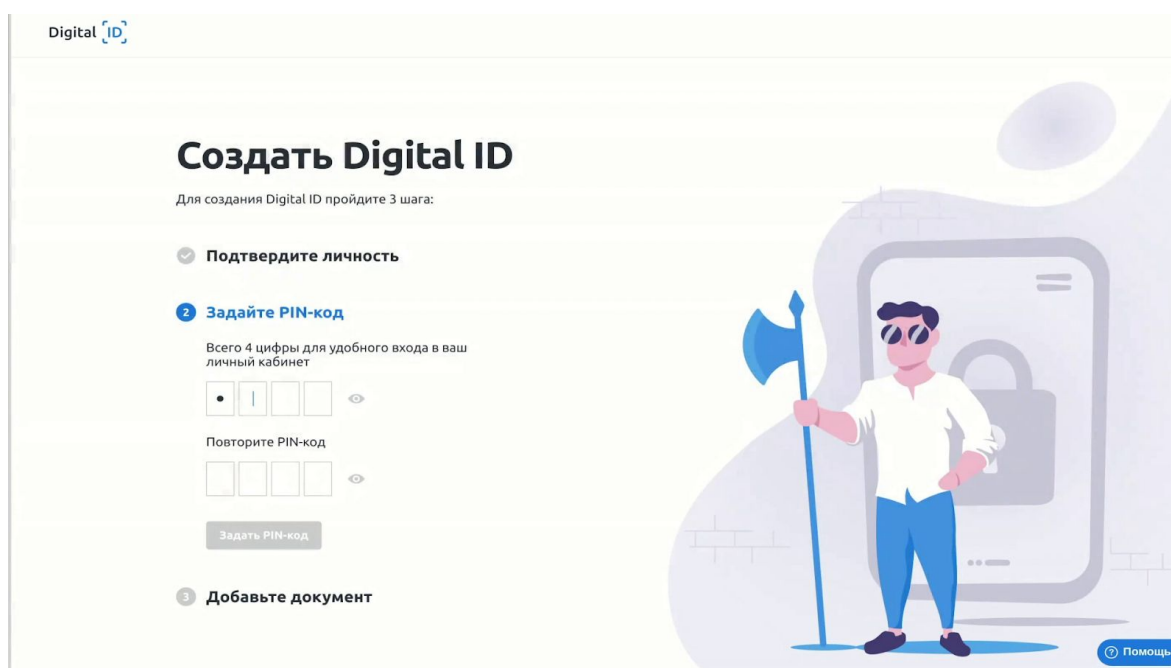 Digital ID
Создать Digital ID
Для создания Digital ID пройдите 3 шага:
Подтвердите личность
2 Задайте PIN-код
Всего 4 цифры для удобного входа в ваш
личный кабинет
Повторите PIN-код
Задать PIN-код
3 Добавьте документ
? Помощь